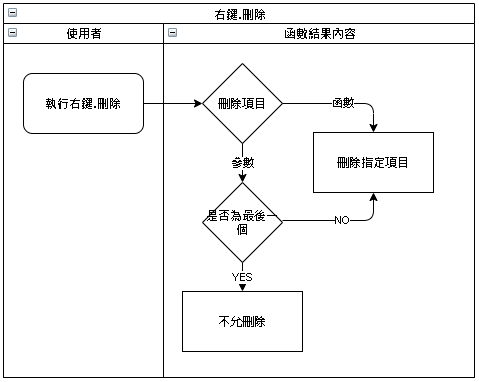 右鍵.刪除
使用者
函數結果內容
執行右鍵.刪除
刪除項目
函數
刪除指定項目
參數
是否為最後一
個
NO
YES
不允刪除